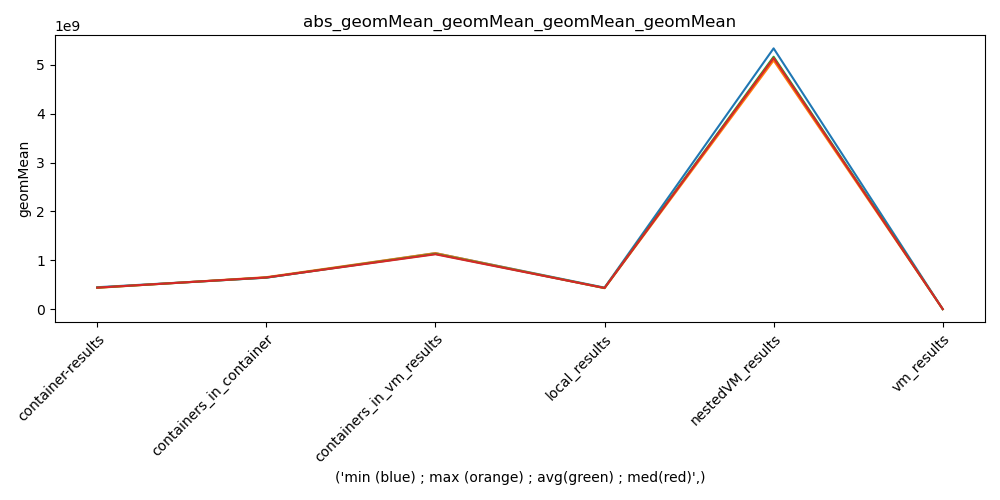 abs_geomMean_geomMean_geomMean_geomMean
1e9
5
4
3
2
1
0
geomMean
container-results
containers_in_container
containers_in_vm_results
local_results
nestedVM_results
vm_results
('min (blue) ; max (orange) ; avg(green) ; med(red)',)